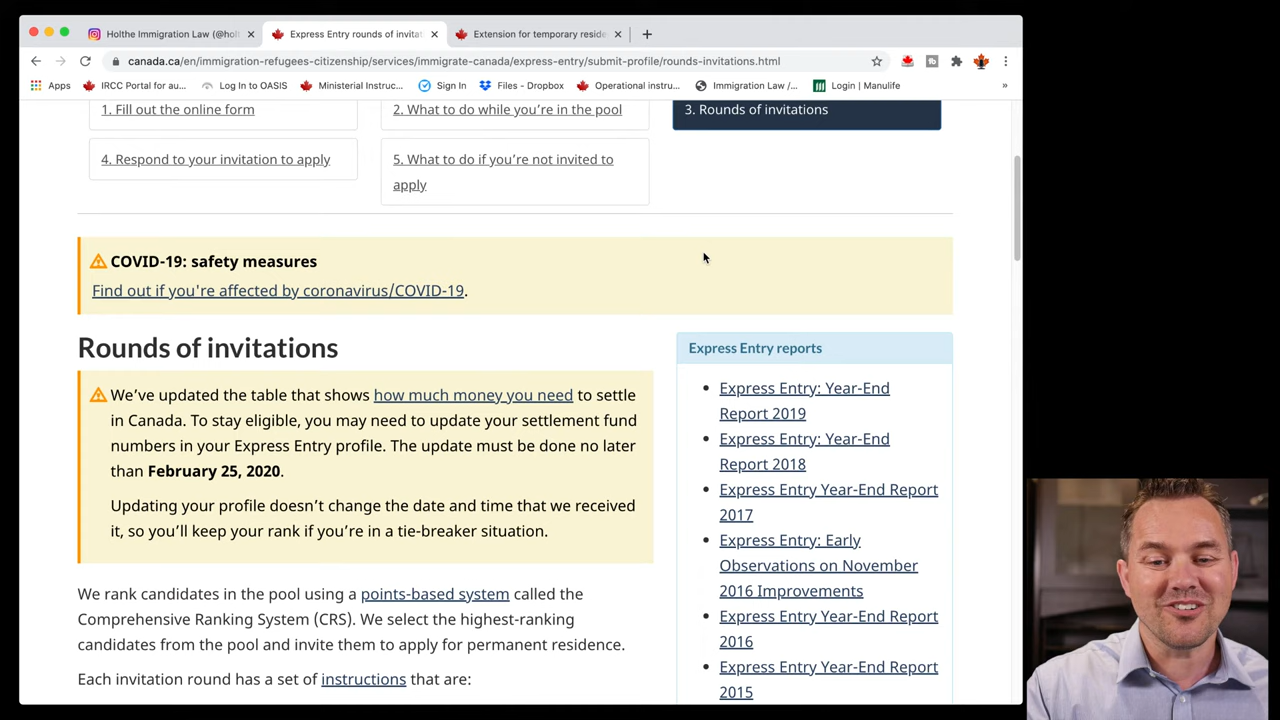 Holthe Immigration Law (@holt
Express Entry rounds of invitat
Extension for temporary reside
canada.ca/en/immigration-refugees-citizenship/services/immigrate-canada/express-entry/submit-profile/rounds-invitations.html
Apps
IRCC Portal for au...
Log In to OASIS
Ministerial Instruc...
Sign In
Files - Dropbox
Operational instru...
Immigration Law /...
Login | Manulife
»
1. Fill out the online form
2. What to do while you're in the pool
3. Rounds of invitations
4. Respond to your invitation to apply
5. What to do if you're not invited to
apply
COVID-19: safety measures
Find out if you're affected by coronavirus/COVID-19.
Rounds of invitations
We've updated the table that shows how much money you need to settle
in Canada. To stay eligible, you may need to update your settlement fund
numbers in your Express Entry profile. The update must be done no later
than February 25, 2020.
Updating your profile doesn't change the date and time that we received
it, so you'll keep your rank if you're in a tie-breaker situation.
We rank candidates in the pool using a points-based system called the
Comprehensive Ranking System (CRS). We select the highest-ranking
candidates from the pool and invite them to apply for permanent residence.
Each invitation round has a set of instructions that are:
Express Entry reports
Express Entry: Year-End
Report 2019
Express Entry: Year-End
Report 2018
Express Entry Year-End Report
2017
Express Entry: Early
Observations on November
2016 Improvements
Express Entry Year-End Report
2016
Express Entry Year-End Report
2015